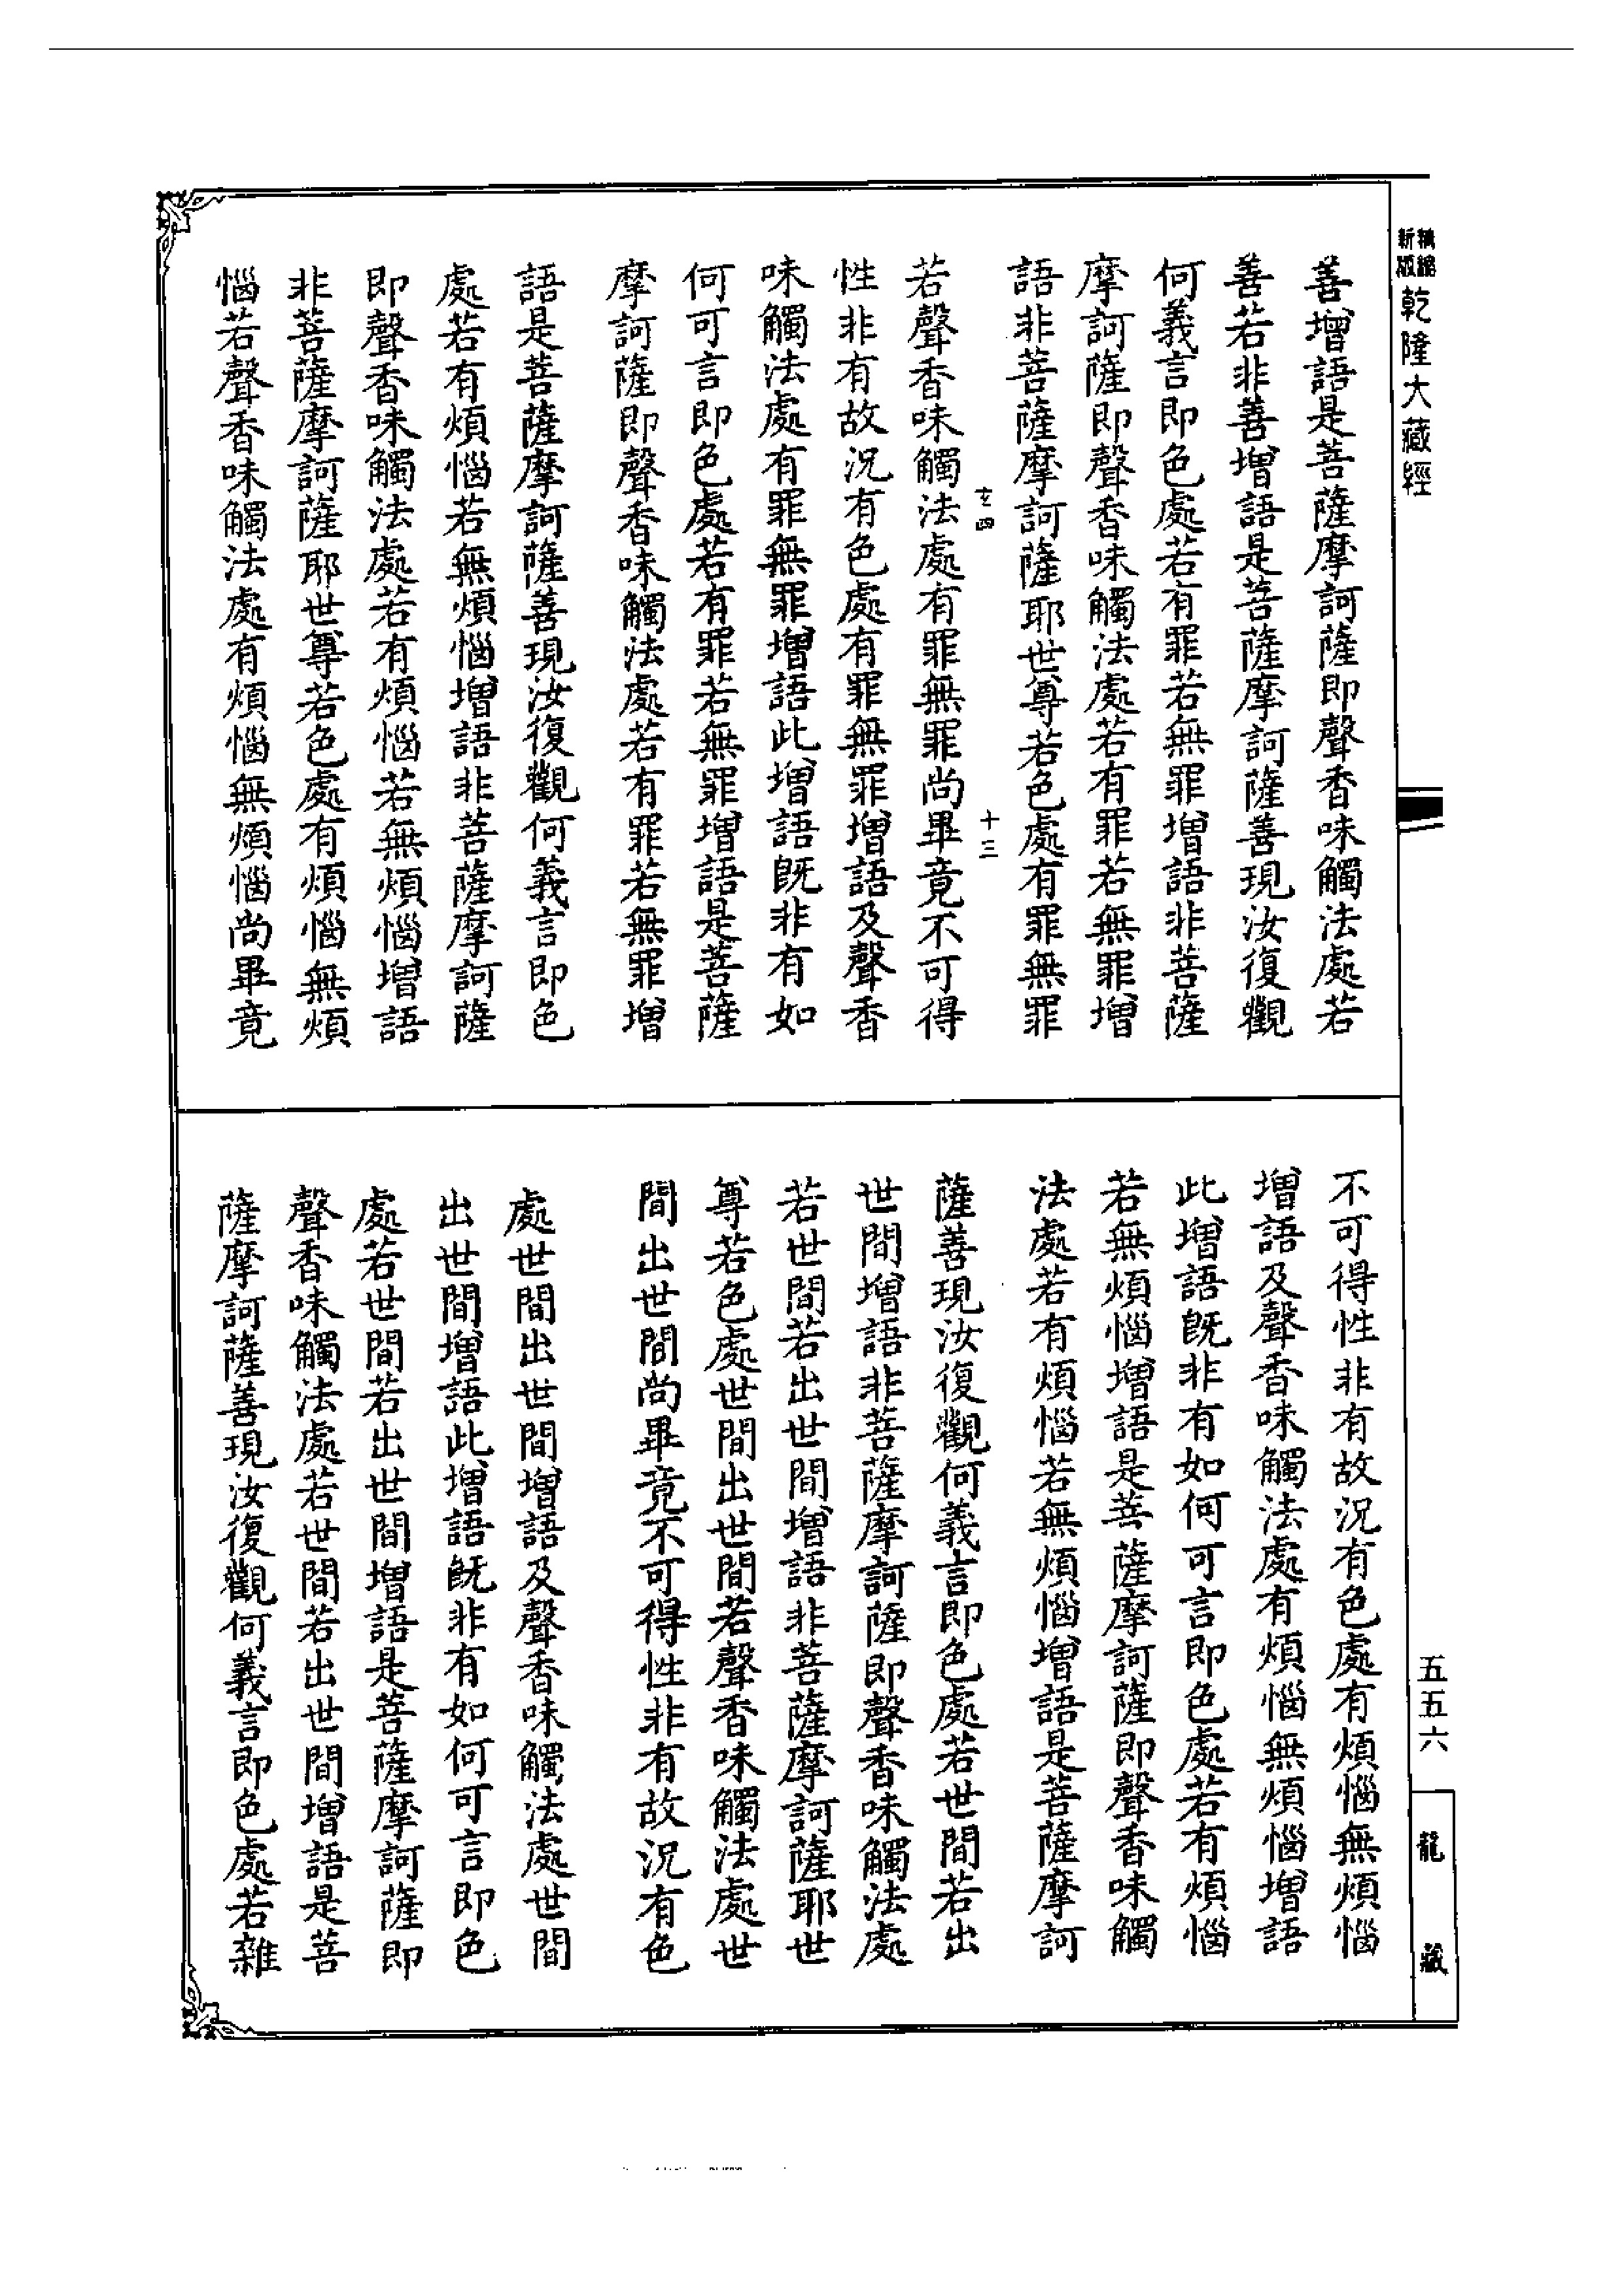 新版 精縮 乾隆大藏經
善增語是菩薩摩訶薩即聲香味觸法處若
善若非善增語是菩薩摩訶薩善現汝復觀
何義言即色處若有罪若無罪增語非菩薩
摩訶薩即聲香味觸法處若有罪若無罪增
語非菩薩摩訶薩耶世尊若色處有罪無罪
十三
若聲香味觸法處有罪無罪尚畢竟不可得
性非有故況有色處有罪無罪增語及聲香
味觸法處有罪無罪增語此增語既非有如
何可言即色處若有罪若無罪增語是菩薩
摩訶薩即聲香味觸法處若有罪若無罪增
語是菩薩摩訶薩善現汝復觀何義言即色
處若有煩惱若無煩惱增語非菩薩摩訶薩
即聲香味觸法處若有煩惱若無煩惱增語
非菩薩摩訶薩耶世尊若色處有煩惱無煩
惱若聲香味觸法處有煩惱無煩惱尚畢竟
不可得性非有故況有色處有煩惱無煩惱
增語及聲香味觸法處有煩惱無煩惱增語
此增語既非有如何可言即色處若有煩惱
若無煩惱增語是菩薩摩訶薩即聲香味觸
法處若有煩惱若無煩惱增語是菩薩摩訶
薩善現汝復觀何義言即色處若世間若出
世間增語非菩薩摩訶薩即聲香味觸法處
若世間若出世間增語非菩薩摩訶薩耶世
尊若色處世間出世間若聲香味觸法處世
間出世間尚畢竟不可得性非有故況有色
處世間出世間增語及聲香味觸法處世間
出世間增語此增語既非有如何可言即色
處若世間若出世間增語是菩薩摩訶薩即
聲香味觸法處若世間若出世間增語是菩
薩摩訶薩善現汝復觀何義言即色處若雜
五五六
龍藏